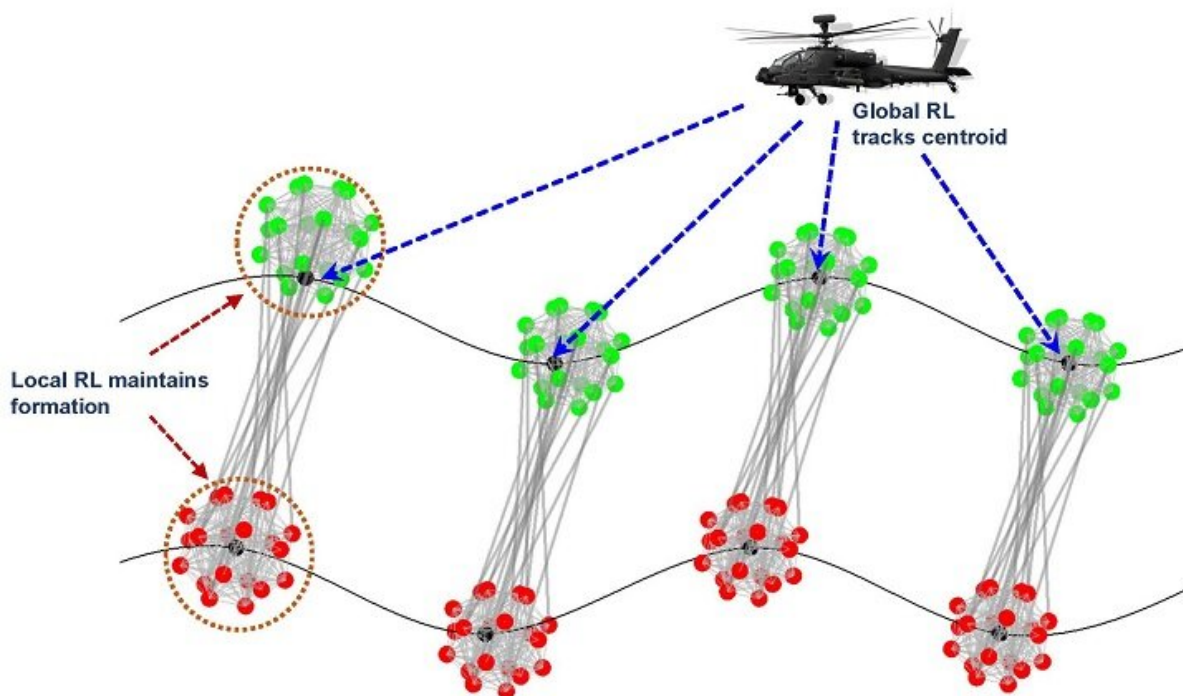 Global RL
tracks centroid
Local RL maintains
formation